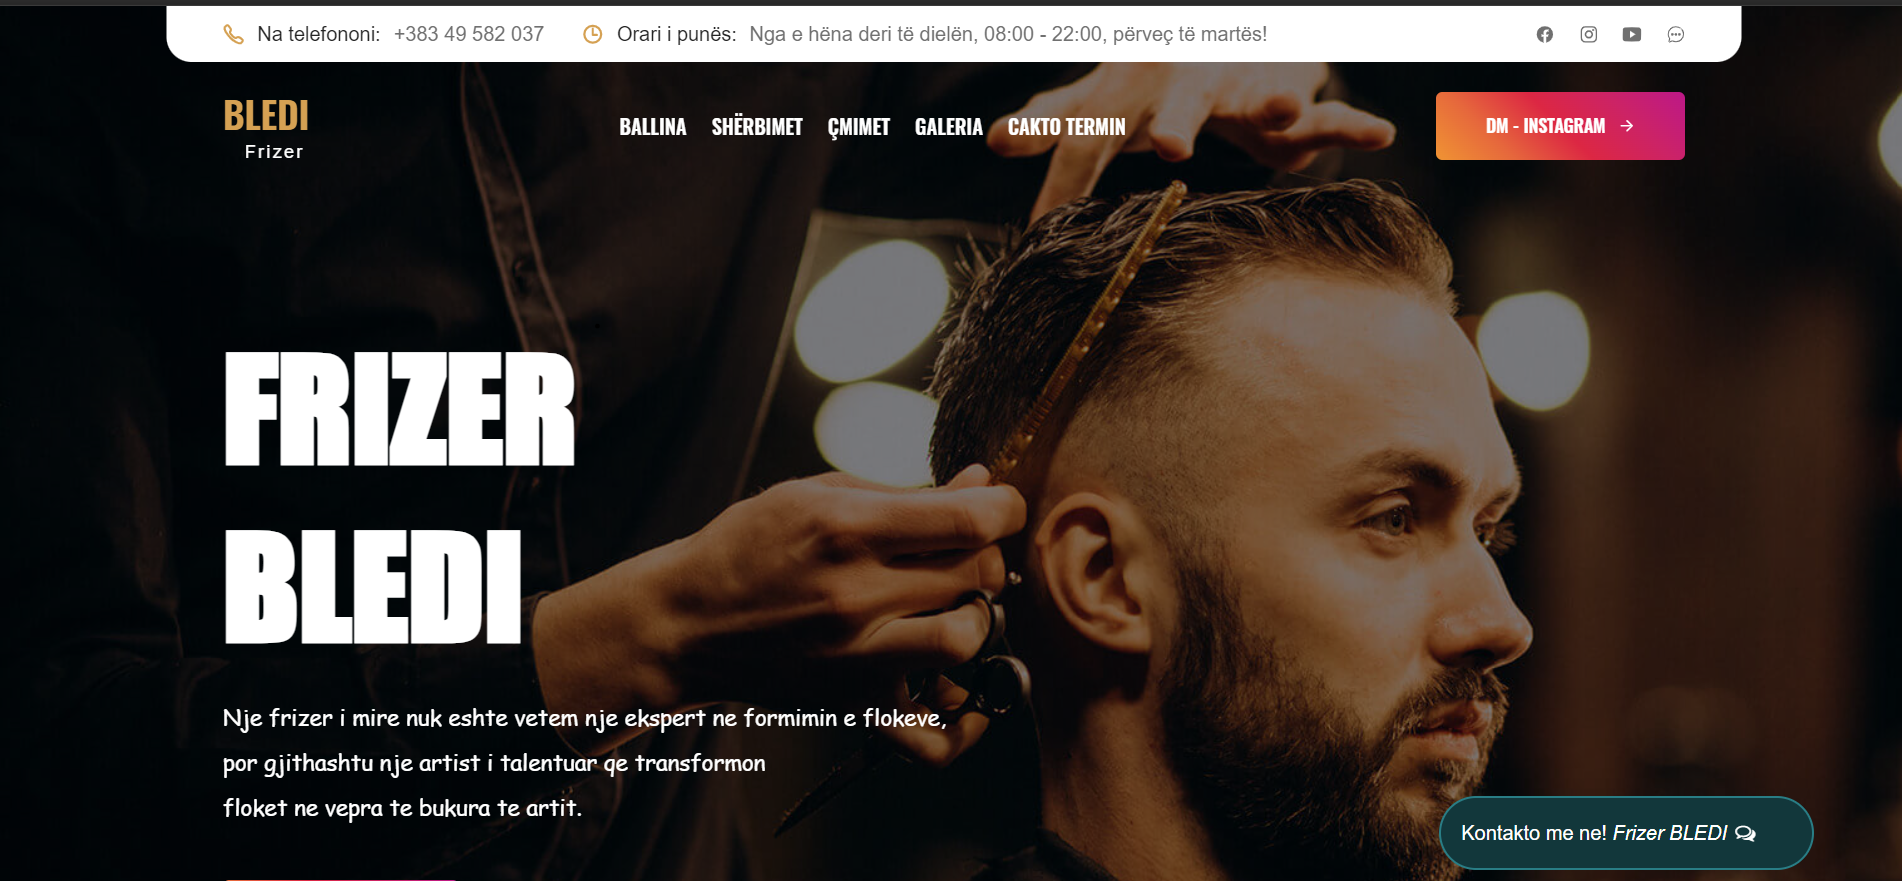 Na telefononi: +383 49 582 037 Orari i punës: Nga e hëna deri të dielën, 08:00 - 22:00, përveç të martës!
BLEDI
Frizer
BALLINA SHËRBIMET ÇMIMET GALERIA CAKTO TERMIN
DM - INSTAGRAM
FRIZER
BLEDI
Nje frizer i mire nuk eshte vetem nje ekspert ne formimin e flokeve,
por gjithashtu nje artist i talentuar qe transformon
floket ne vepra te bukura te artit.
Kontakto me ne! Frizer BLEDI